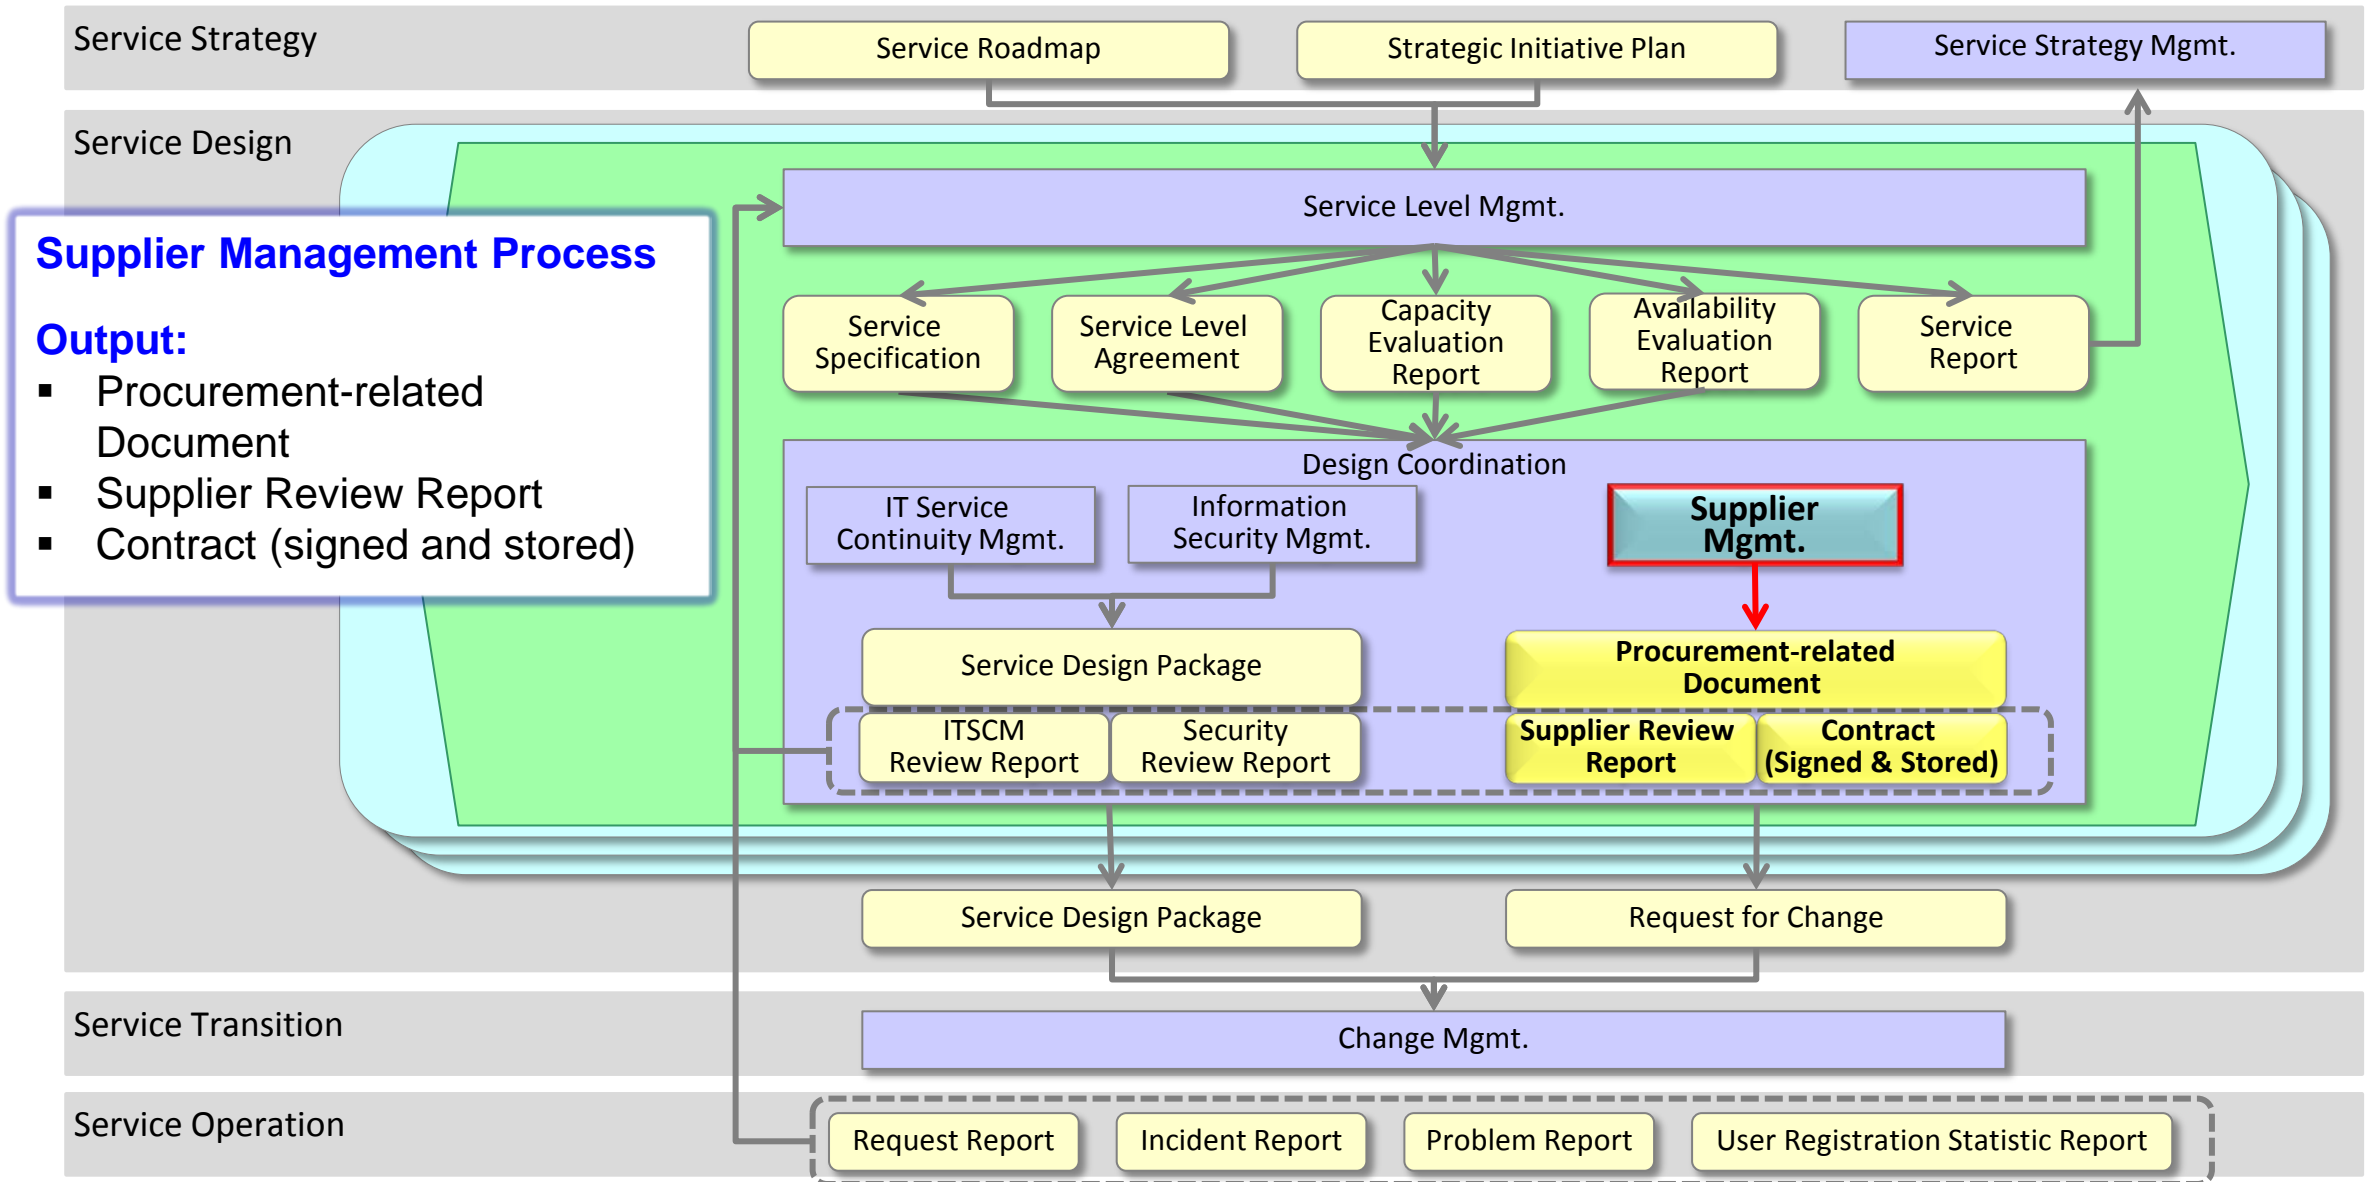 Service Strategy
Service Roadmap
Strategic Initiative Plan
Service Strategy Mgmt.
Service Design
Service Level Mgmt.
Supplier Management Process
Output:
▪ Procurement-related
Document
▪ Supplier Review Report
▪ Contract (signed and stored)
Service
Specification
Service Level
Agreement
Capacity
Evaluation
Report
Availability
Evaluation
Report
Service
Report
Design Coordination
IT Service
Continuity Mgmt.
Information
Security Mgmt.
Supplier
Mgmt.
Service Design Package
Procurement-related
Document
ITSCM
Review Report
Security
Review Report
Supplier Review
Report
Contract
(Signed & Stored)
Service Design Package
Request for Change
Service Transition
Change Mgmt.
Service Operation
Request Report
Incident Report
Problem Report
User Registration Statistic Report